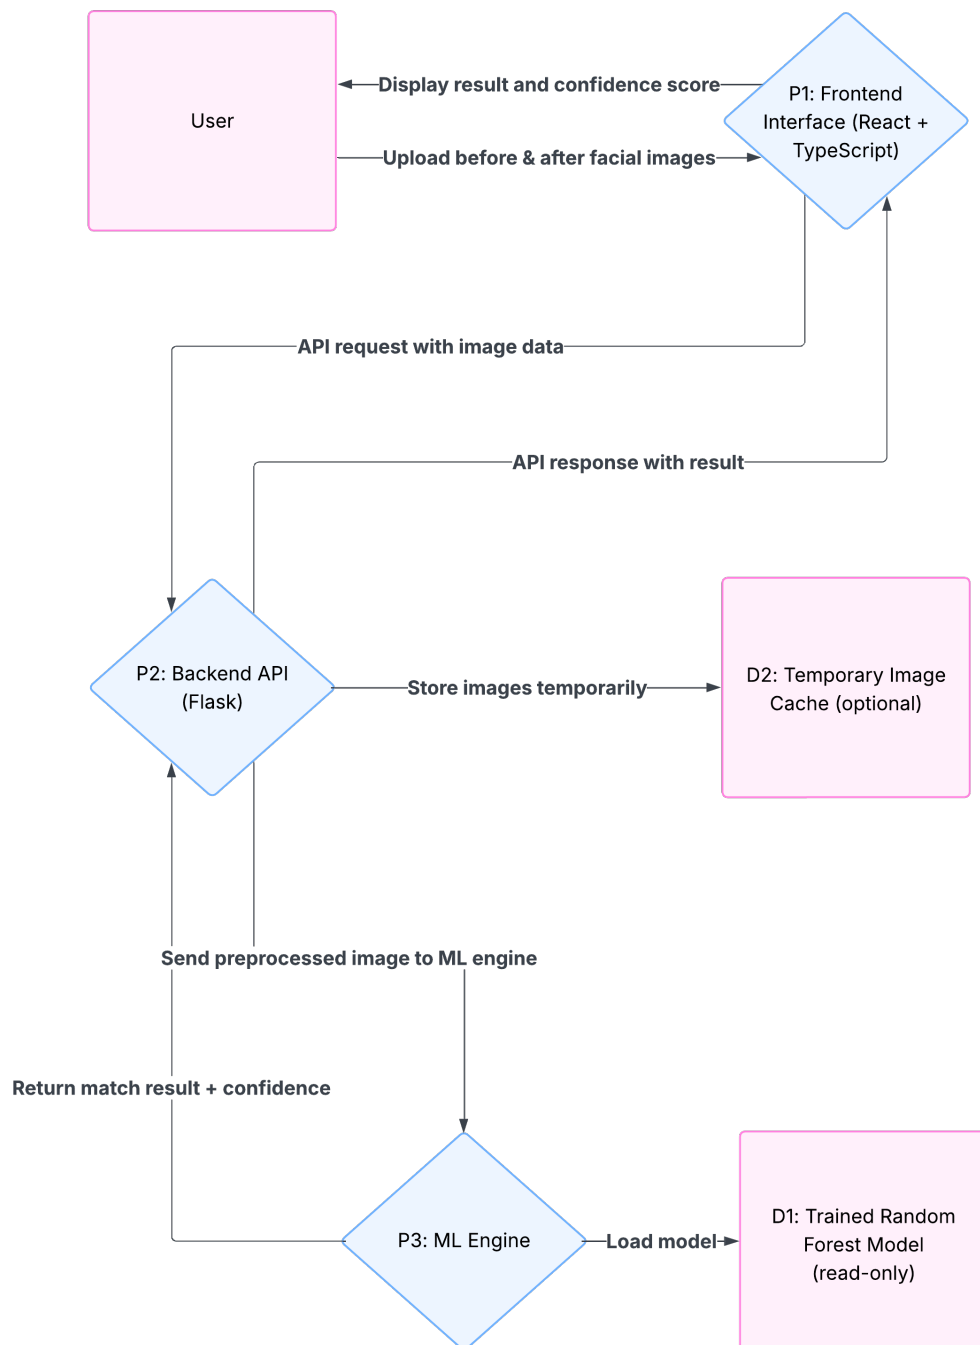 Display result and confidence score
P1: Frontend
Interface (React +
TypeScript)
User
Upload before & after facial images
API request with image data
API response with result
P2: Backend API
(Flask)
Store images temporarily
D2: Temporary Image
Cache (optional)
Send preprocessed image to ML engine
Return match result + confidence
P3: ML Engine
Load model
D1: Trained Random
Forest Model
(read-only)